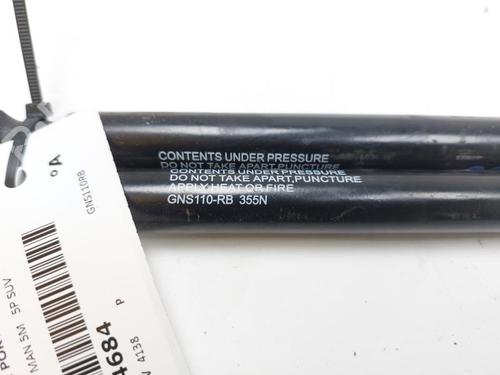 CONTENTS UNDER PRESSURE
DO NOT TAKE APART,PUNCTURE
CONTENTS UNDER PRESSURE
DO NOT TAKE APART,PUNCTURE
APPLY HEAT OR FIRE
GNS110-RB 355N
ºA
GNS110RB
MAN 5M 5P SUV
4684
4138 P